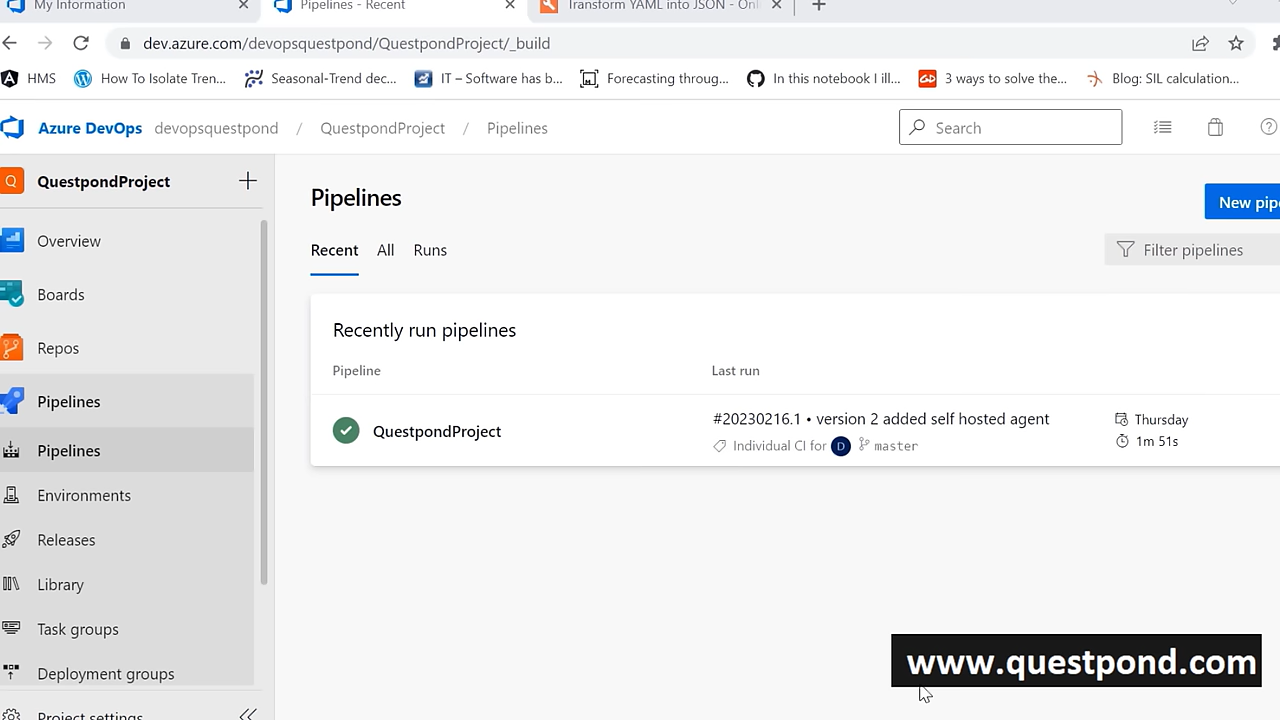 My Information
Pipelines - Recent
Transform YAML into JSON - Onl
dev.azure.com/devopsquestpond/QuestpondProject/_build
HMS
How To Isolate Tren...
Seasonal-Trend dec...
IT – Software has b...
Forecasting throug...
In this notebook I ill...
3 ways to solve the...
Blog: SIL calculation...
Azure DevOps devopsquestpond / QuestpondProject / Pipelines
Search
Q QuestpondProject
Overview
Boards
Repos
Pipelines
Pipelines
Environments
Releases
Library
Task groups
Deployment groups
Project settings
Pipelines
New pip
Recent All Runs
Filter pipelines
Recently run pipelines
Pipeline Last run
QuestpondProject
#20230216.1 • version 2 added self hosted agent
Individual CI for D master
Thursday
1m 51s
www.questpond.com